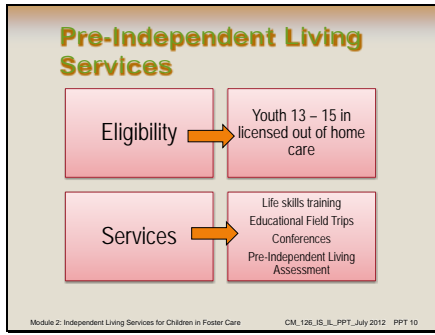 Pre-Independent Living
Services
Eligibility
Youth 13 – 15 in
licensed out of home
care
Services
Life skills training
Educational Field Trips
Conferences
Pre-Independent Living
Assessment
Module 2: Independent Living Services for Children in Foster Care
CM_126_IS_IL_PPT_July 2012 PPT 10